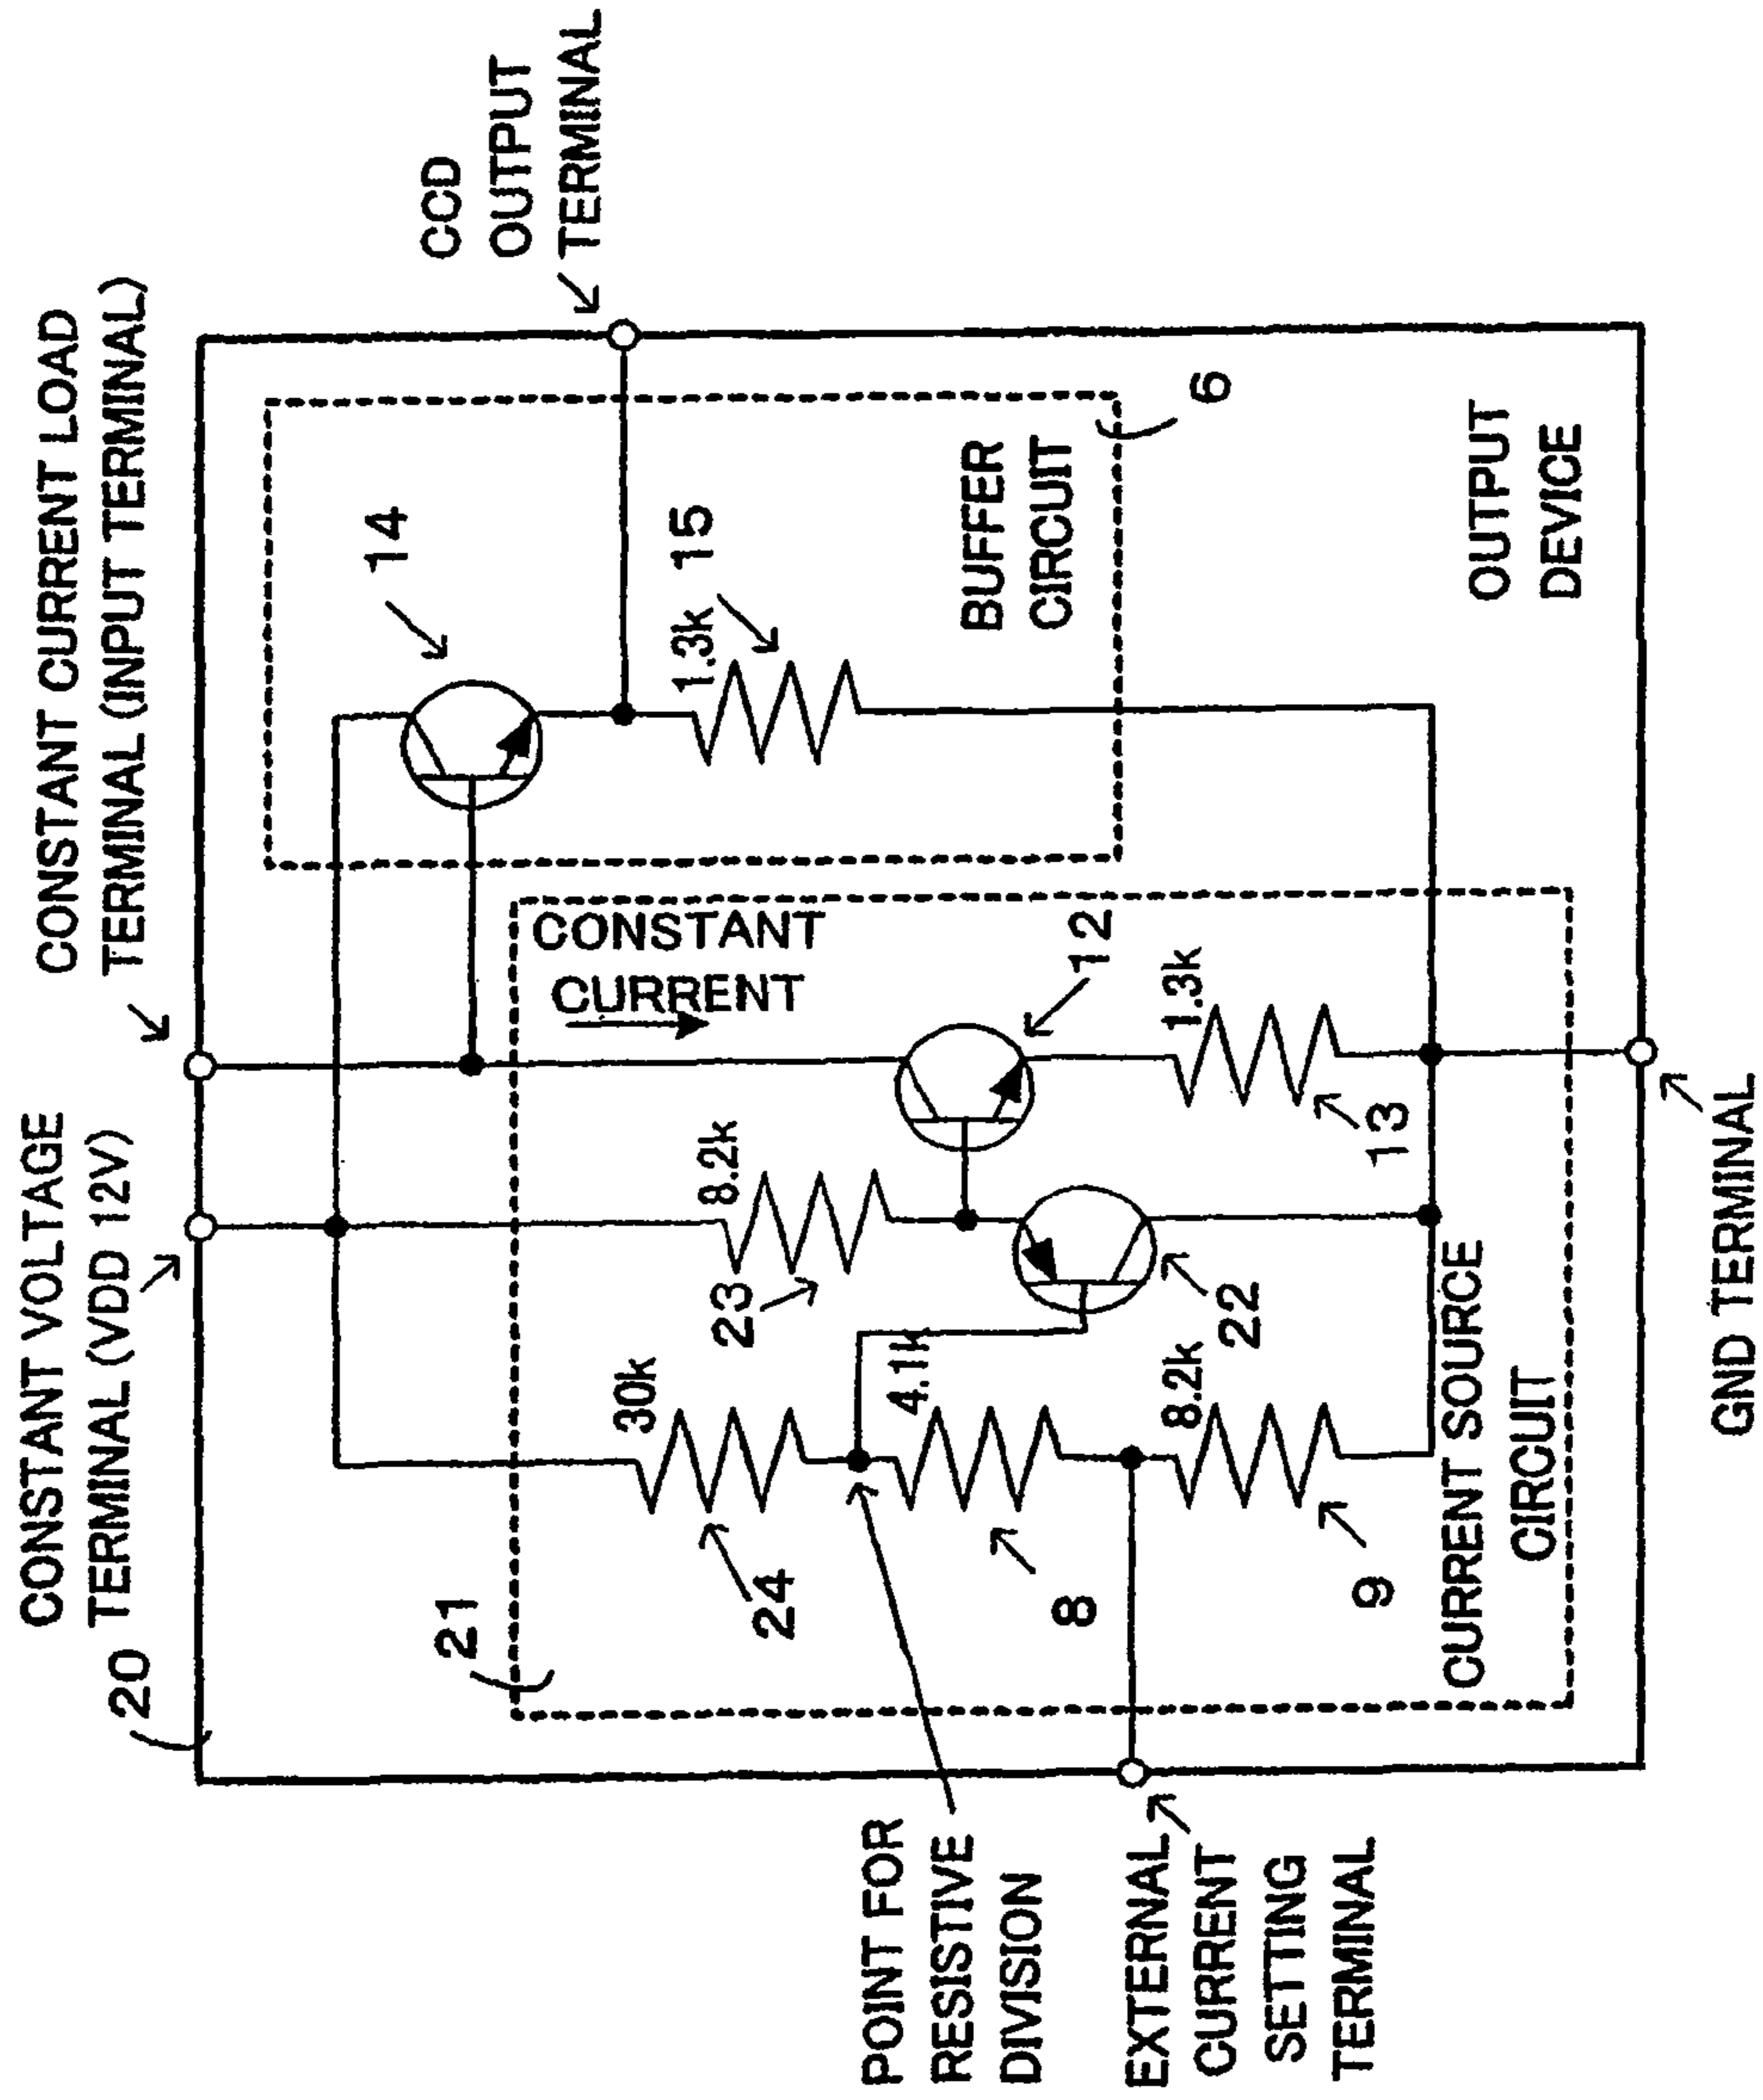 CONSTANT VOLTAGE
TERMINAL (VDD 12V)
CONSTANT CURRENT LOAD
TERMINAL (INPUT TERMINAL)
20
21
CONSTANT
CURRENT
14
CCD
OUTPUT
TERMINAL
30k
24
8.2k
23
1.3k
15
POINT FOR
RESISTIVE
DIVISION
4.1k
8
22
12
BUFFER
CIRCUIT
6
EXTERNAL
CURRENT
SETTING
TERMINAL
8.2k
9
1.3k
13
CURRENT SOURCE
CIRCUIT
OUTPUT
DEVICE
GND TERMINAL